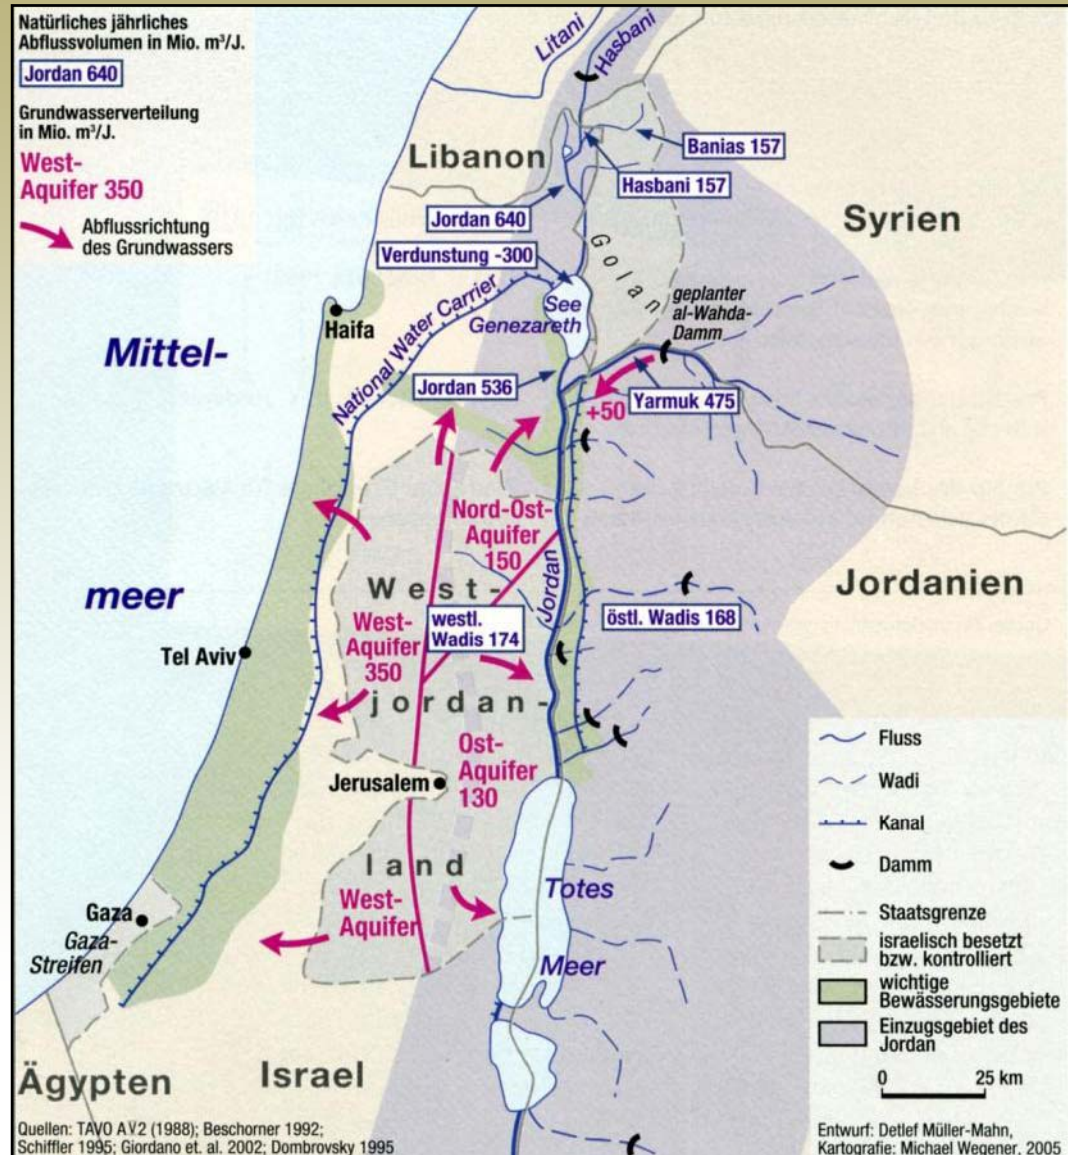 Natürliches jährliches
Abflussvolumen in Mio. m³/J.
Jordan 640
Grundwasserverteilung
in Mio. m³/J.
West-
Aquifer 350
Abflussrichtung
des Grundwassers
Litani
Hasbani
Libanon
Banias 157
Hasbani 157
Jordan 640
Syrien
Verdunstung -300
Golan
National Water Carrier
See
Genezareth
geplanter
al-Wahda-
Damm
Haifa
Mittel-
meer
Jordan 536
+50
Yarmuk 475
Nord-Ost-
Aquifer
150
Jordan
Jordanien
West-
westl.
Wadis 174
östl. Wadis 168
West-
Aquifer
350
Tel Aviv
jordan-
Ost-
Aquifer
130
Jerusalem
land
West-
Aquifer
Totes
Meer
Gaza
Gaza-
Streifen
Ägypten
Israel
Fluss
Wadi
Kanal
Damm
Staatsgrenze
israelisch besetzt
bzw. kontrolliert
wichtige
Bewässerungsgebiete
Einzugsgebiet des
Jordan
0 25 km
Quellen: TAVO AV2 (1988); Beschorner 1992;
Schiffler 1995; Giordano et. al. 2002; Dombrovsky 1995
Entwurf: Detlef Müller-Mahn,
Kartografie: Michael Wegener, 2005